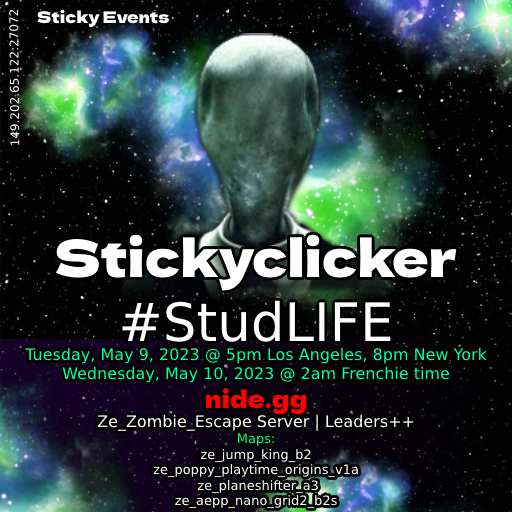 Sticky Events
149.202.65.122:27072
Stickyclicker
#StudLIFE
Tuesday, May 9, 2023 @ 5pm Los Angeles, 8pm New York
Wednesday, May 10, 2023 @ 2am Frenchie time
nide.gg
Ze_Zombie_Escape Server | Leaders++
Maps:
ze_jump_king_b2
ze_poppy_playtime_origins_v1a
ze_planeshifter_a3
ze_aepp_nano_grid2_b2s